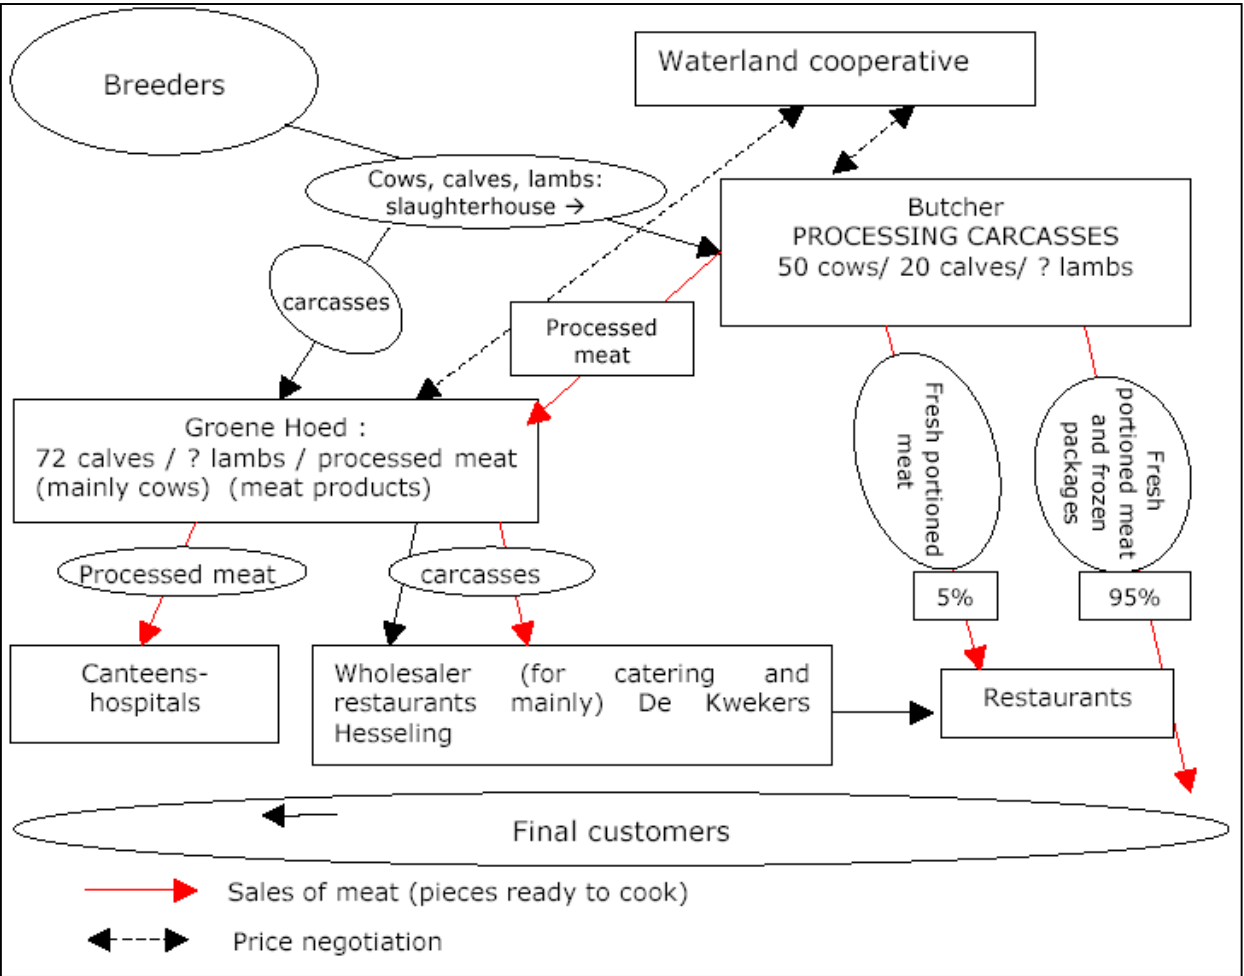 Breeders
Waterland cooperative
Cows, calves, lambs:
slaughterhouse →
Butcher
PROCESSING CARCASSES
50 cows/ 20 calves/ ? lambs
carcasses
Processed
meat
Groene Hoed :
72 calves / ? lambs / processed meat
(mainly cows) (meat products)
Fresh portioned
meat
Fresh
portioned meat
and frozen
packages
Processed meat
carcasses
5%
95%
Canteens-
hospitals
Wholesaler (for catering and
restaurants mainly) De Kwekers
Hesseling
Restaurants
Final customers
Sales of meat (pieces ready to cook)
Price negotiation